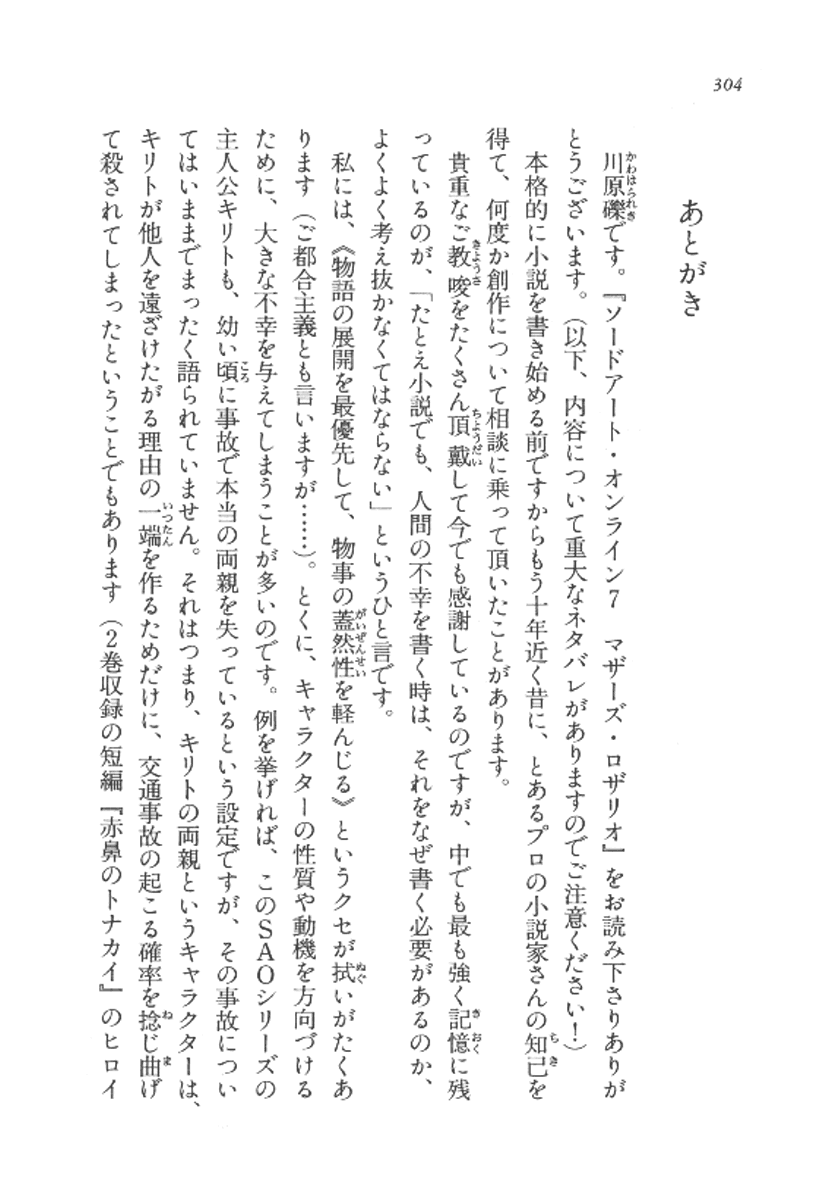 304
あとがき
川原礫です。『ソードアート・オンライン7　マザーズ・ロザリオ』をお読み下さりありが
とうございます。（以下、内容について重大なネタバレがありますのでご注意ください！）
本格的に小説を書き始める前ですからもう十年近く昔に、とあるプロの小説家さんの知己を
得て、何度か創作について相談に乗って頂いたことがあります。
貴重なご教唆をたくさん頂戴して今でも感謝しているのですが、中でも最も強く記憶に残
っているのが、「たとえ小説でも、人間の不幸を書く時は、それをなぜ書く必要があるのか、
よくよく考え抜かなくてはならない」というひと言です。
私には、《物語の展開を最優先して、物事の蓋然性を軽んじる》というクセが拭いがたくあ
ります（ご都合主義とも言いますが……）。とくに、キャラクターの性質や動機を方向づける
ために、大きな不幸を与えてしまうことが多いのです。例を挙げれば、このSAOシリーズの
主人公キリトも、幼い頃に事故で本当の両親を失っているという設定ですが、その事故につい
てはいままでまったく語られていません。それはつまり、キリトの両親というキャラクターは、
キリトが他人を遠ざけたがる理由の一端を作るためだけに、交通事故の起こる確率を捻じ曲げ
て殺されてしまったということでもあります（2巻収録の短編『赤鼻のトナカイ』のヒロイ